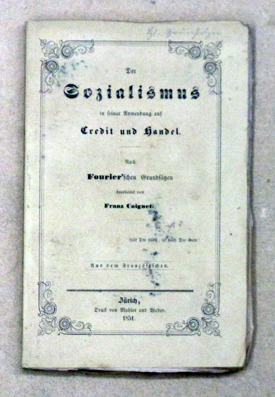 Der
Sozialismus
in seiner Anwendung auf
Credit und Handel.
Nach
Fourier'schen Grundsätzen
bearbeitet von
Franz Coignet.
Aus dem Französischen.
Zürich,
Druck von und Weber.
1851.